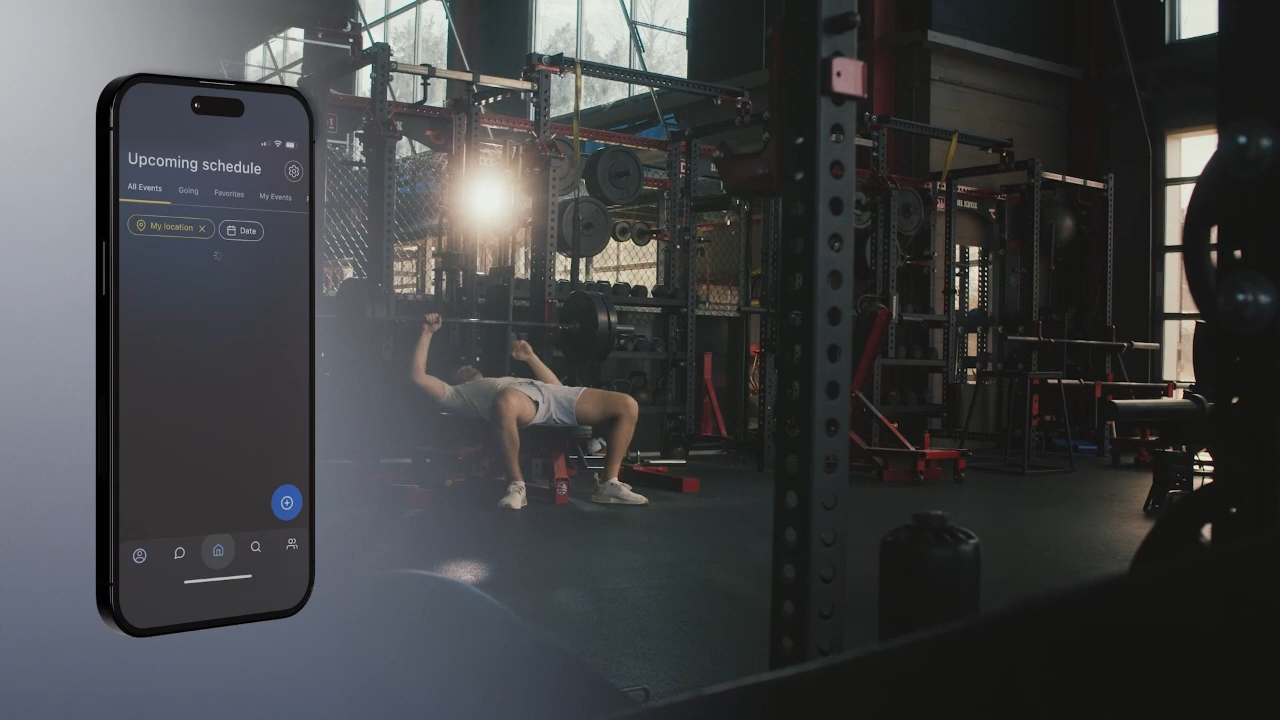 Upcoming schedule
All Events Going Favorites My Events
My location Date